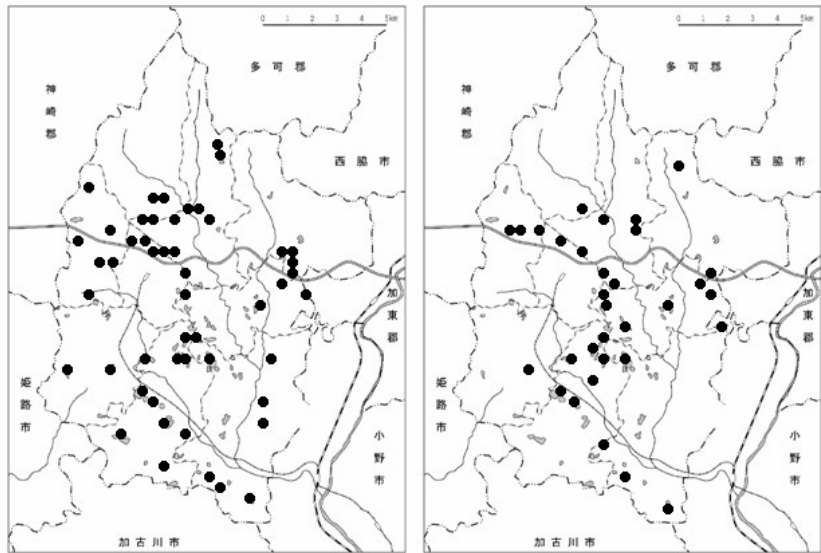 0 1 2 3 4 5km
多可郡
神崎郡
西脇市
加東郡
姫路市
小野市
加古川市
0 1 2 3 4 5km
多可郡
神崎郡
西脇市
加東郡
姫路市
小野市
加古川市